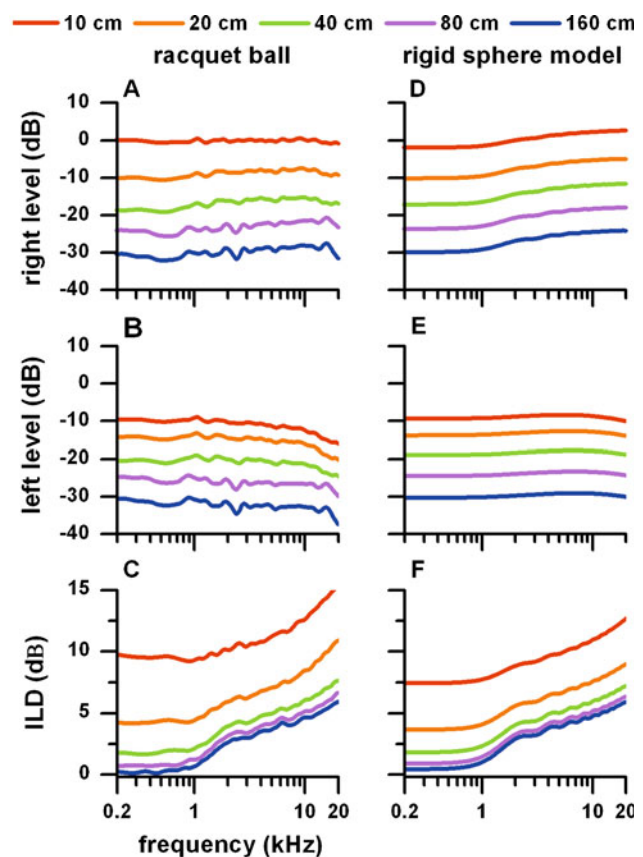 10 cm 20 cm 40 cm 80 cm 160 cm
racquet ball rigid sphere model
A
10
0
-10
-20
-30
-40
right level (dB)
D
B
10
0
-10
-20
-30
-40
left level (dB)
E
C
15
10
5
0
ILD (dB)
F
0.2 1 10 20
0.2 1 10 20
frequency (kHz) frequency (kHz)